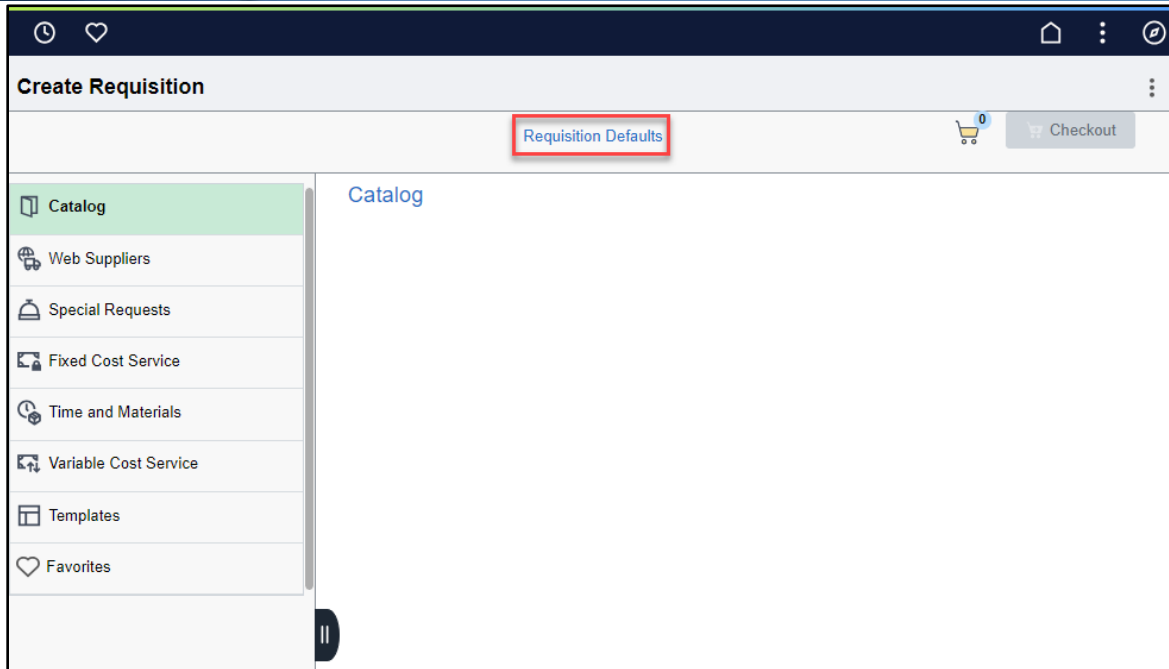 Create Requisition
Requisition Defaults
0
Checkout
Catalog
Web Suppliers
Special Requests
Fixed Cost Service
Time and Materials
Variable Cost Service
Templates
Favorites
Catalog